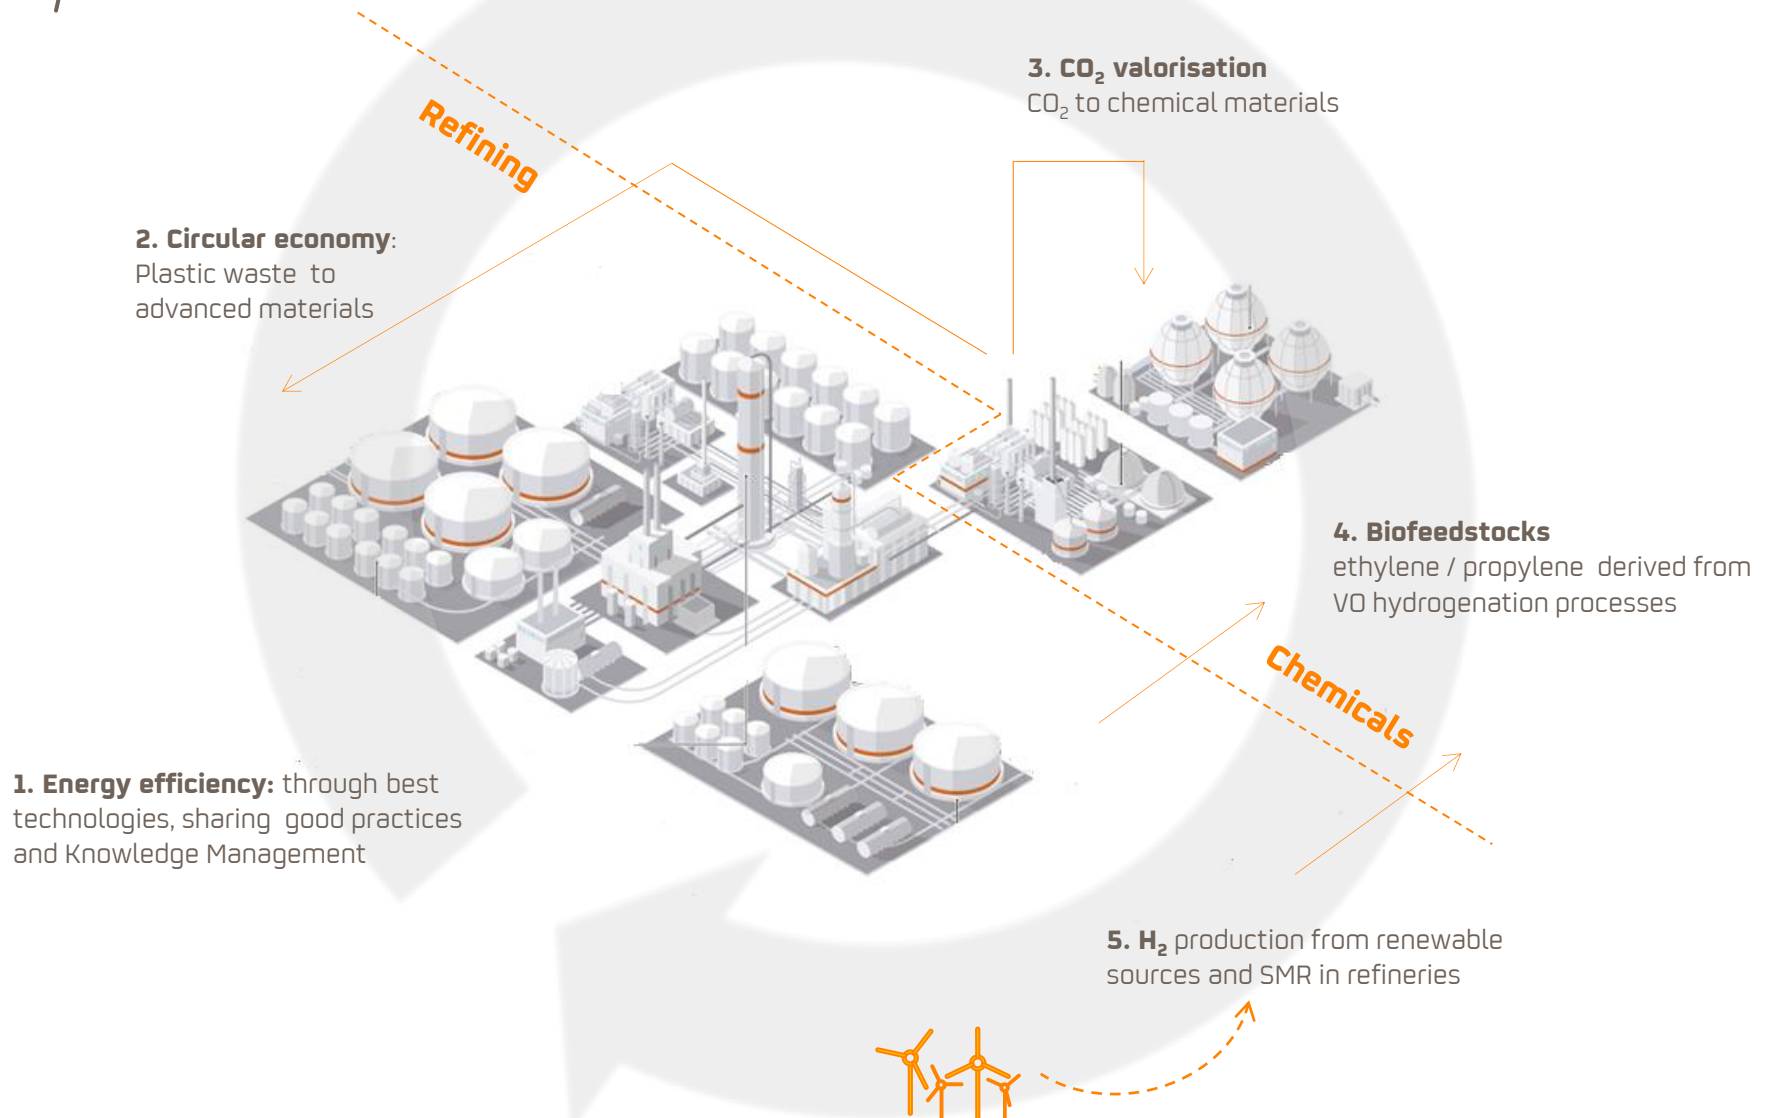 3. CO₂ valorisation
CO₂ to chemical materials
Refining
2. Circular economy:
Plastic waste to
advanced materials
4. Biofeedstocks
ethylene / propylene derived from
VO hydrogenation processes
Chemicals
1. Energy efficiency: through best
technologies, sharing good practices
and Knowledge Management
5. H₂ production from renewable
sources and SMR in refineries